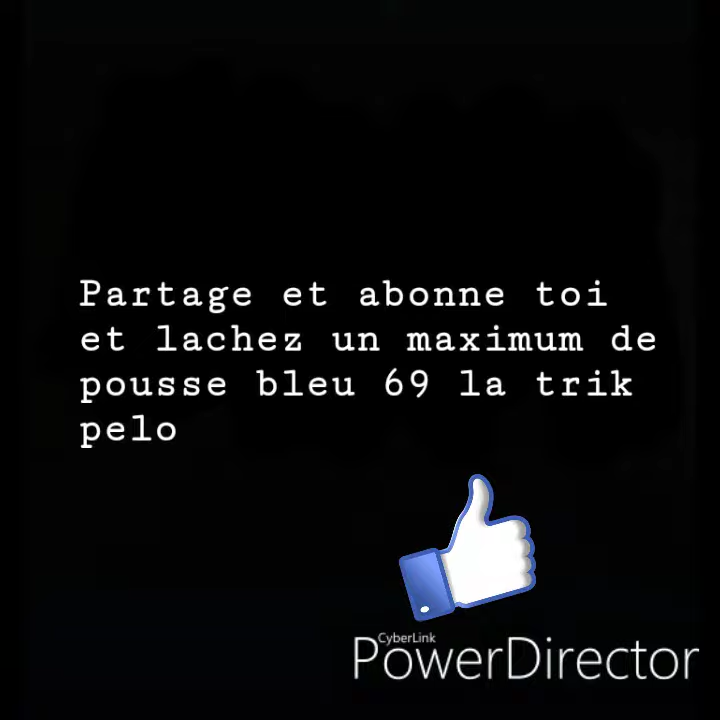 Partage et abonne toi
et lachez un maximum de
pousse bleu 69 la trik
pelo
CyberLink
PowerDirector